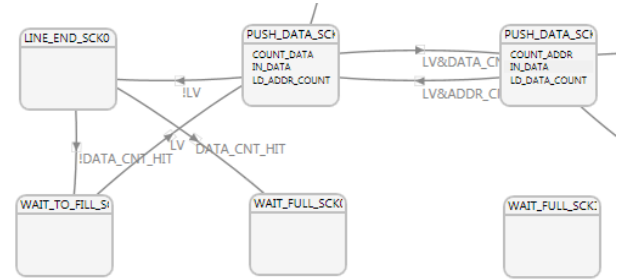 LINE_END_SCK0
PUSH_DATA_SCK
COUNT_DATA
IN_DATA
LD_ADDR_COUNT
PUSH_DATA_SCK
COUNT_ADDR
IN_DATA
LD_DATA_COUNT
LV&DATA_CN
!LV
LV&ADDR_C
LV
DATA_CNT_HIT
!DATA_CNT_HIT
WAIT_TO_FILL_S
WAIT_FULL_SCK
WAIT_FULL_SCK